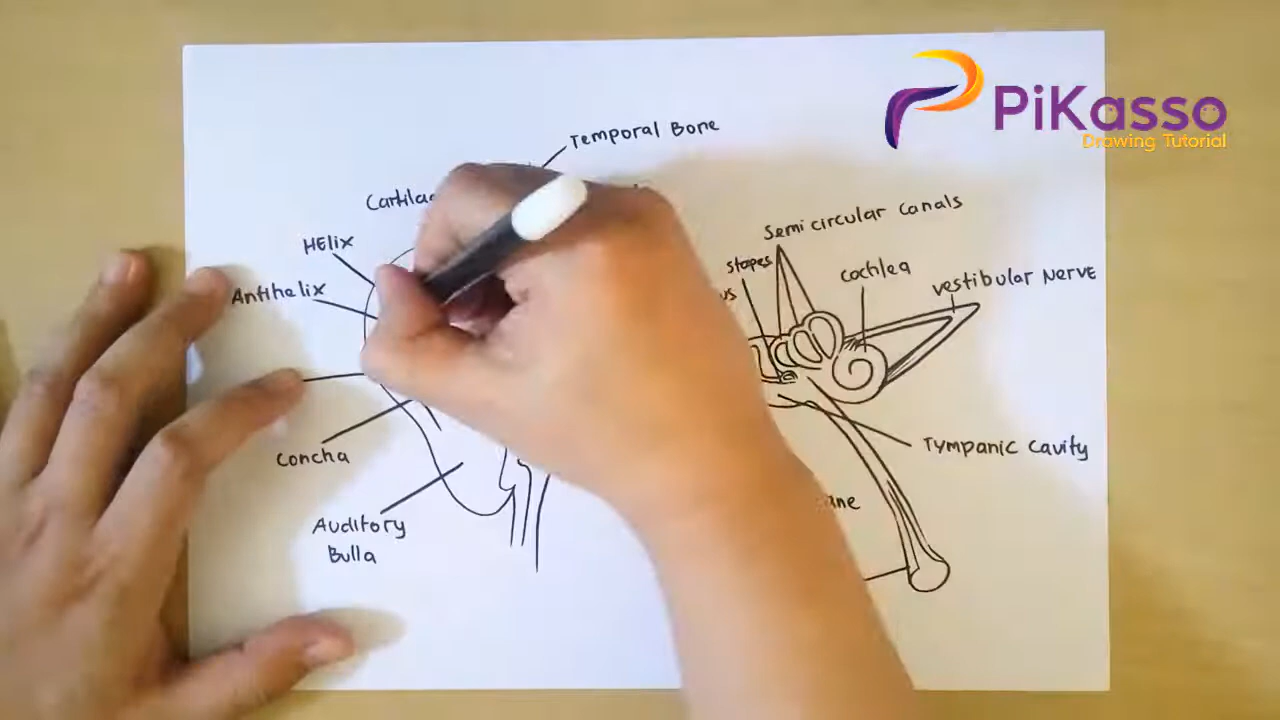 PiKasso
Drawing Tutorial
Temporal Bone
HElix
Antihelix
Concha
Auditory
Bulla
Semi circular canals
stapes
cochlea
vestibular NERVE
Tympanic cavity